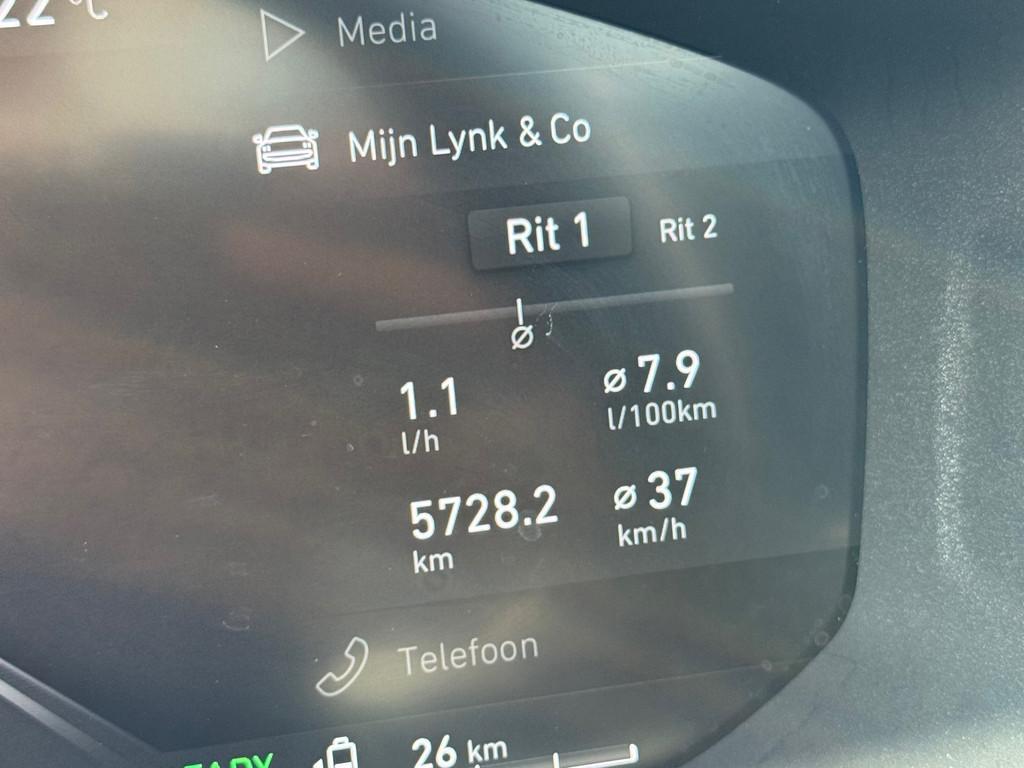 22 °C
Media
Mijn Lynk & Co
Rit 1 Rit 2
ø
1.1 ø 7.9
l/h l/100km
5728.2 ø 37
km km/h
Telefoon
26 km